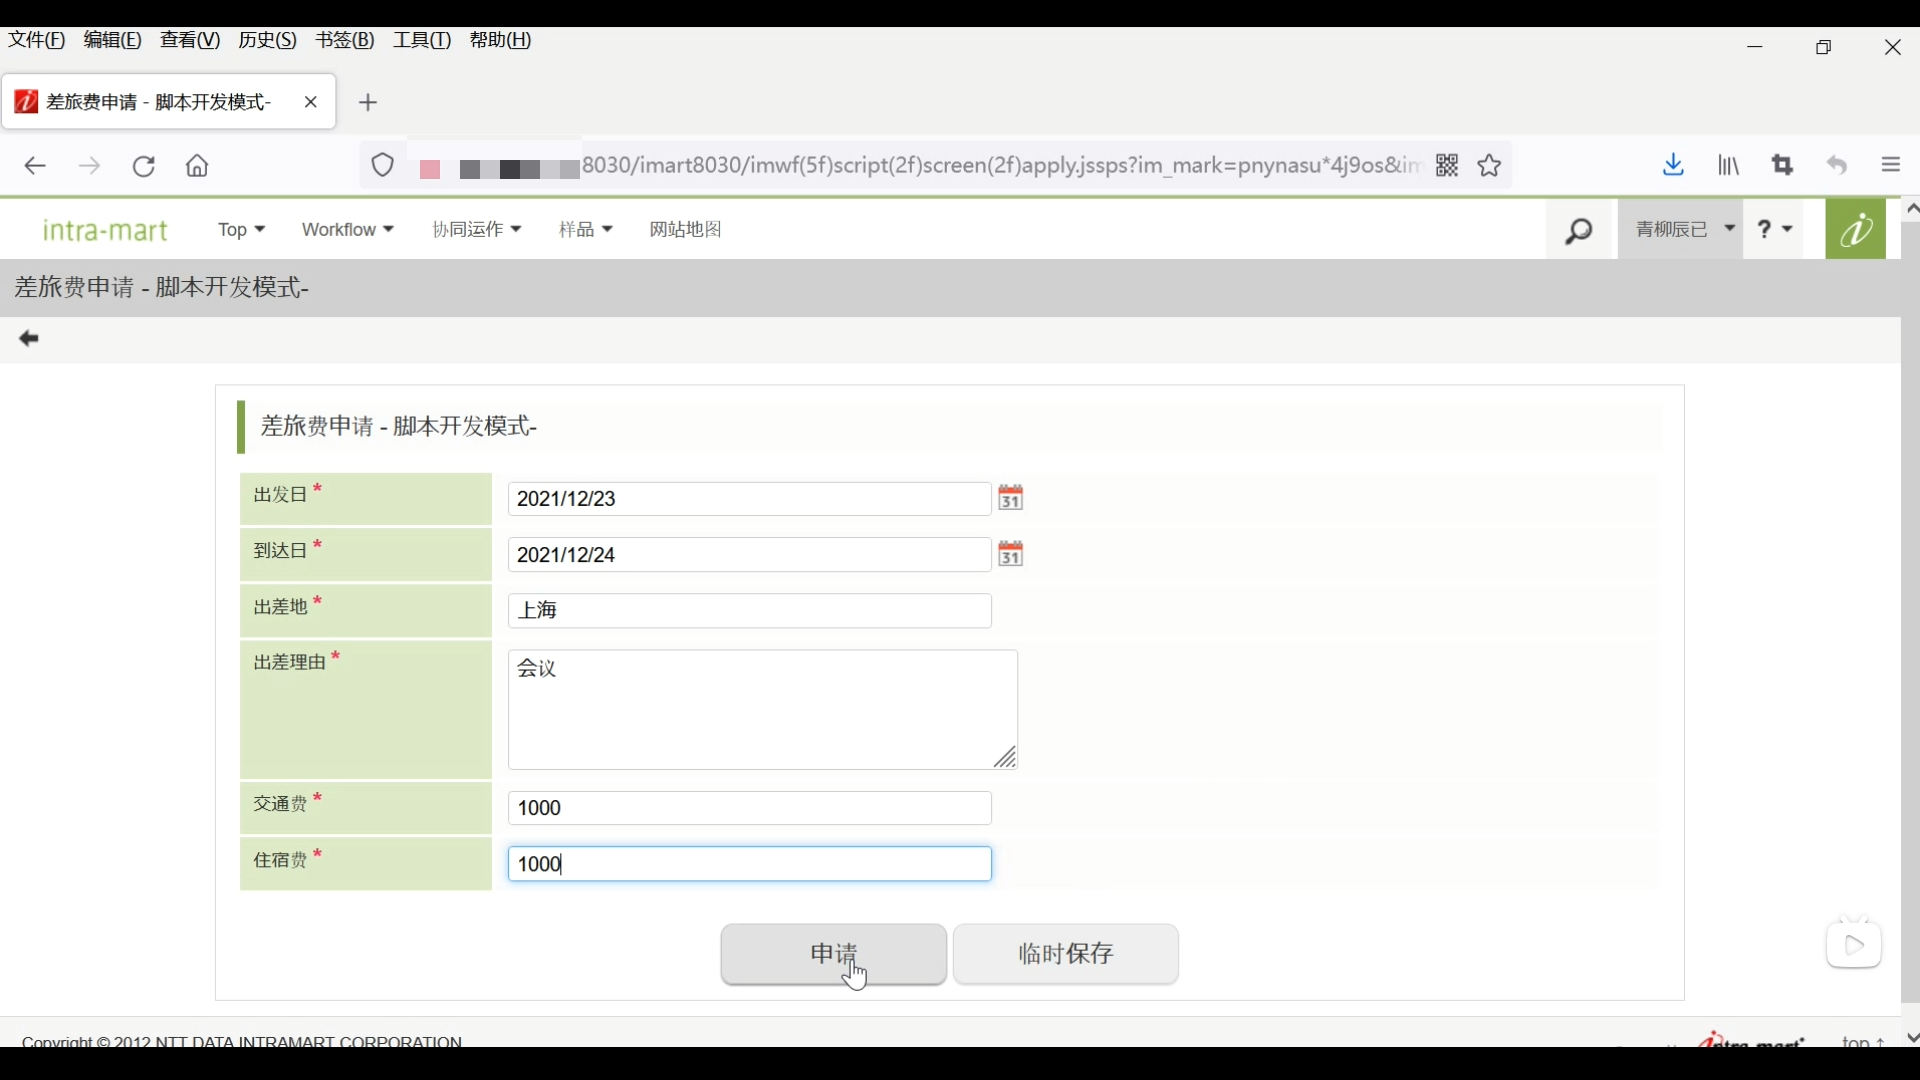 文件(F) 编辑(E) 查看(V) 历史(S) 书签(B) 工具(T) 帮助(H)
差旅费申请 - 脚本开发模式-
8030/imart8030/imwf(5f)script(2f)screen(2f)apply.jssps?im_mark=pnynasu*4j9os&im
intra-mart Top Workflow 协同运作 样品 网站地图 青柳辰已 ?
差旅费申请 - 脚本开发模式-
差旅费申请 - 脚本开发模式-
出发日* 2021/12/23 31
到达日* 2021/12/24 31
出差地* 上海
出差理由* 会议
交通费* 1000
住宿费* 1000
申请 临时保存
Copyright © 2012 NTT DATA INTRAMART CORPORATION intra-mart top ↑